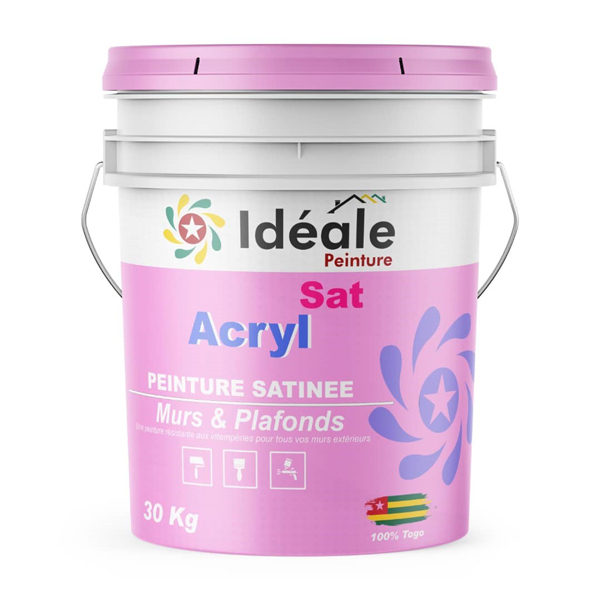 Idéale
Peinture
Sat
Acryl
PEINTURE SATINEE
Murs & Plafonds
Une peinture résistante aux intempéries pour tous vos murs extérieurs
30 Kg
100% Togo